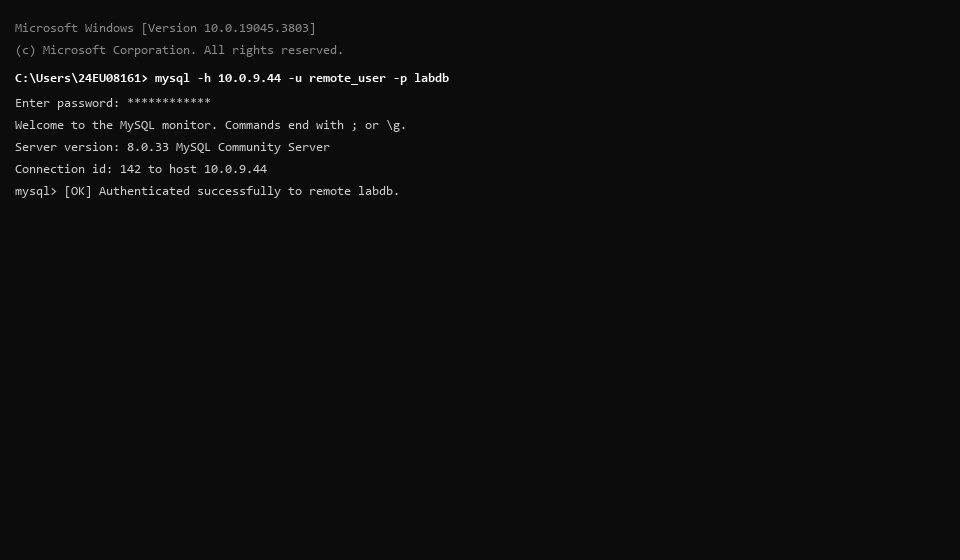 Microsoft Windows [Version 10.0.19045.3803]
(c) Microsoft Corporation. All rights reserved.
C:\Users\24EU08161> mysql -h 10.0.9.44 -u remote_user -p labdb
Enter password: ************
Welcome to the MySQL monitor. Commands end with ; or \g.
Server version: 8.0.33 MySQL Community Server
Connection id: 142 to host 10.0.9.44
mysql> [OK] Authenticated successfully to remote labdb.